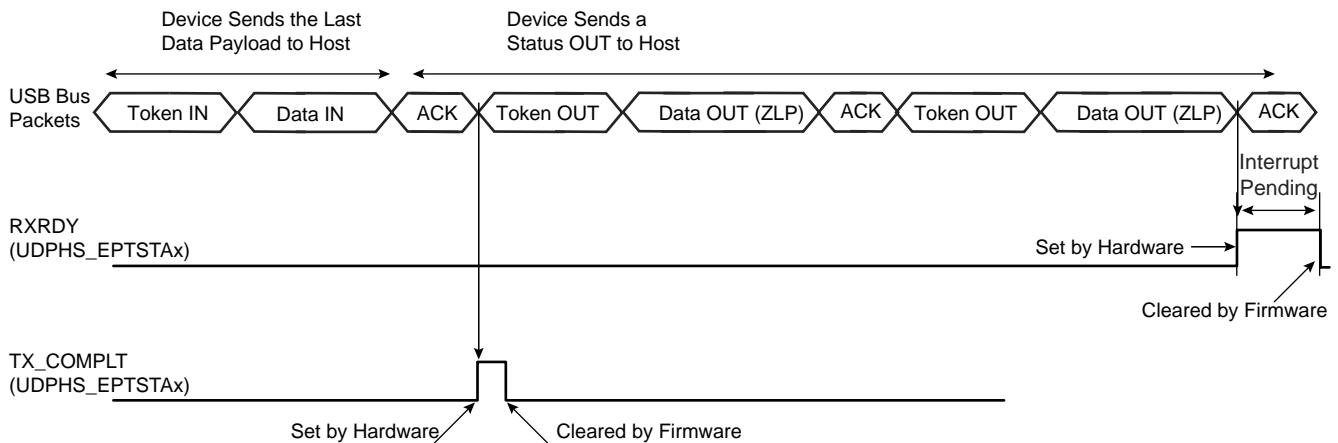 Device Sends the Last
Data Payload to Host
Device Sends a
Status OUT to Host
USB Bus
Packets
Token IN
Data IN
ACK
Token OUT
Data OUT (ZLP)
ACK
Token OUT
Data OUT (ZLP)
ACK
Interrupt
Pending
RXRDY
(UDPHS_EPTSTAx)
Set by Hardware
Cleared by Firmware
TX_COMPLT
(UDPHS_EPTSTAx)
Set by Hardware
Cleared by Firmware